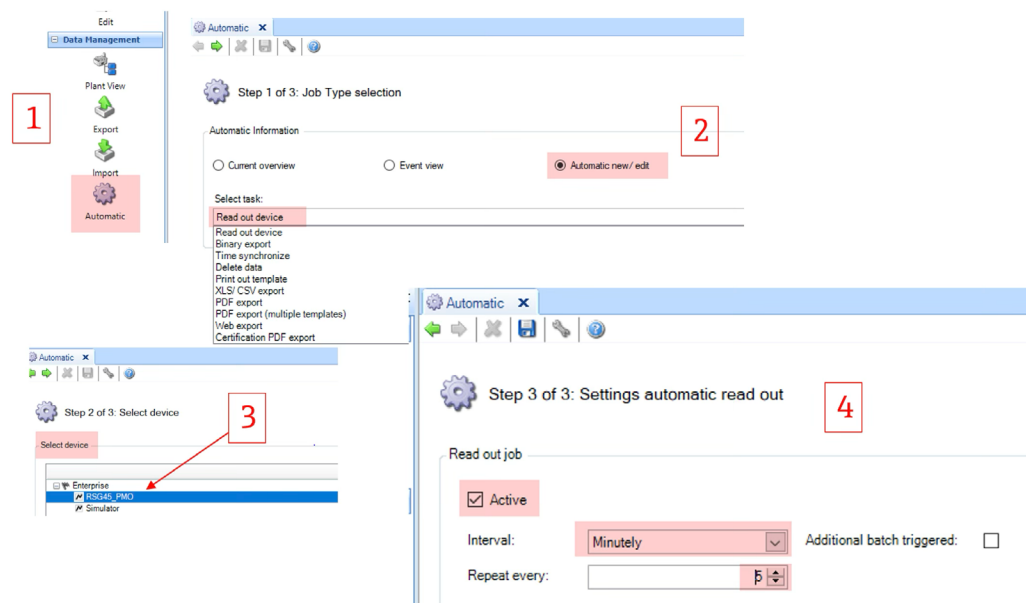 Edit
Data Management
Plant View
Export
Import
Automatic
1
Automatic
Step 1 of 3: Job Type selection
2
Automatic Information
Current overview
Event view
Automatic new/ edit
Select task:
Read out device
Read out device
Binary export
Time synchronize
Delete data
Print out template
XLS/ CSV export
PDF export
PDF export (multiple templates)
Web export
Certification PDF export
Automatic
Step 2 of 3: Select device
3
Select device
Enterprise
RSG45_PMO
Simulator
Automatic
Step 3 of 3: Settings automatic read out
4
Read out job
Active
Interval:
Minutely
Additional batch triggered:
Repeat every:
5